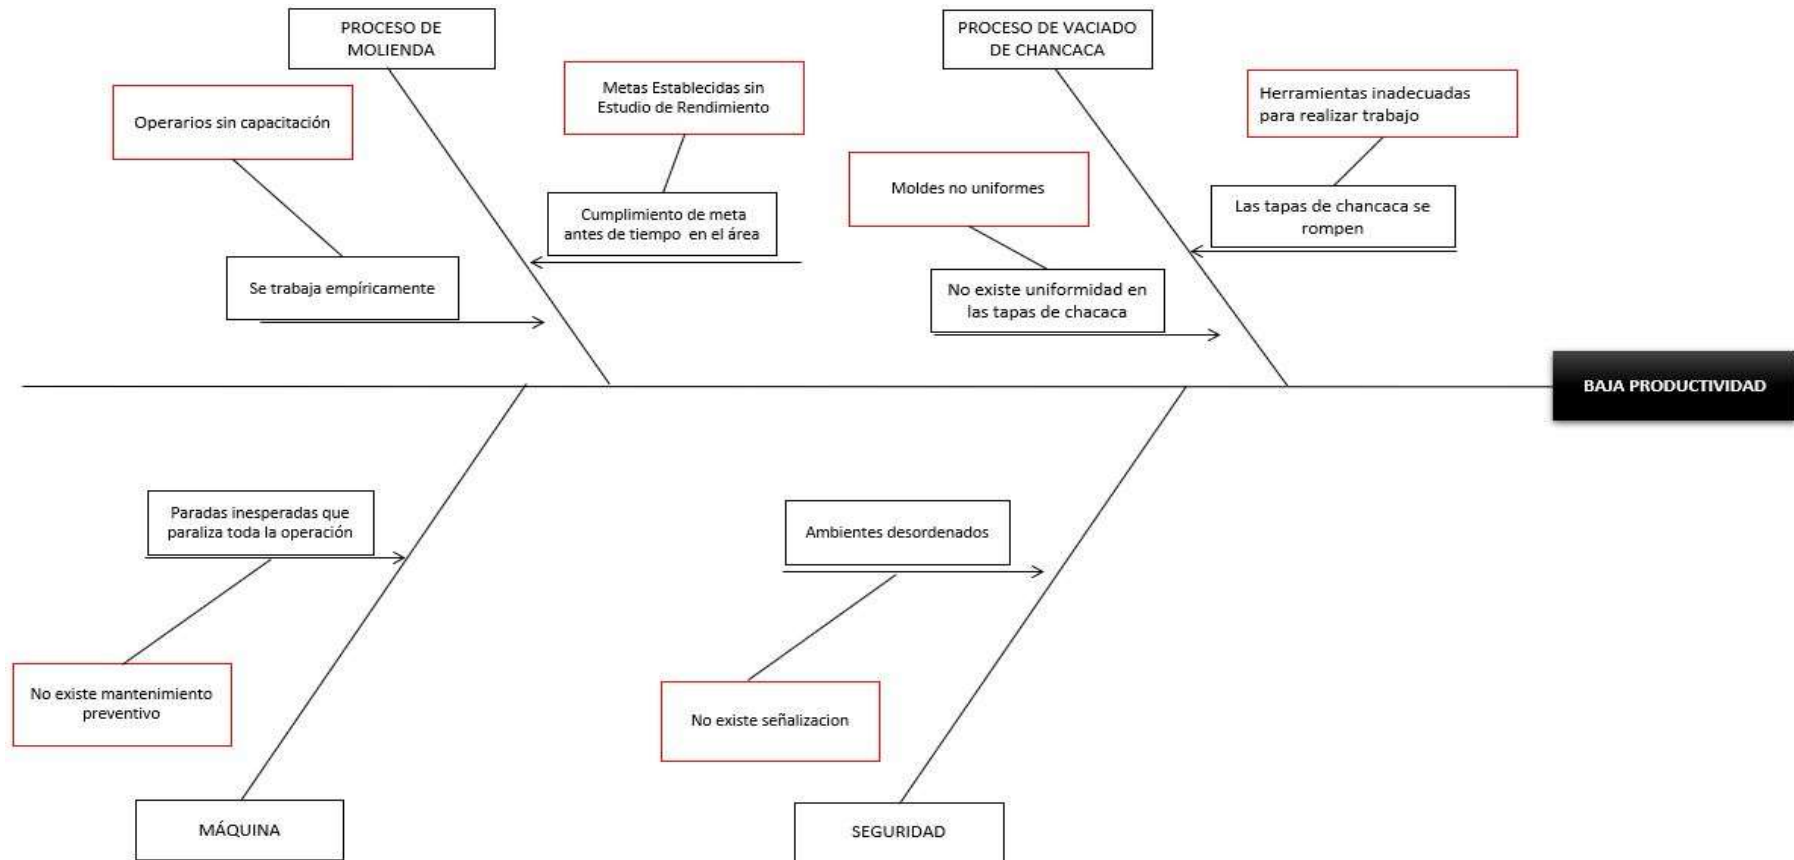 PROCESO DE
MOLIENDA
PROCESO DE VACIADO
DE CHANCACA
Operarios sin capacitación
Metas Establecidas sin
Estudio de Rendimiento
Herramientas inadecuadas
para realizar trabajo
Moldes no uniformes
Cumplimiento de meta
antes de tiempo en el área
Las tapas de chancaca se
rompen
Se trabaja empíricamente
No existe uniformidad en
las tapas de chacaca
BAJA PRODUCTIVIDAD
Paradas inesperadas que
paraliza toda la operación
Ambientes desordenados
No existe mantenimiento
preventivo
No existe señalizacion
MÁQUINA
SEGURIDAD